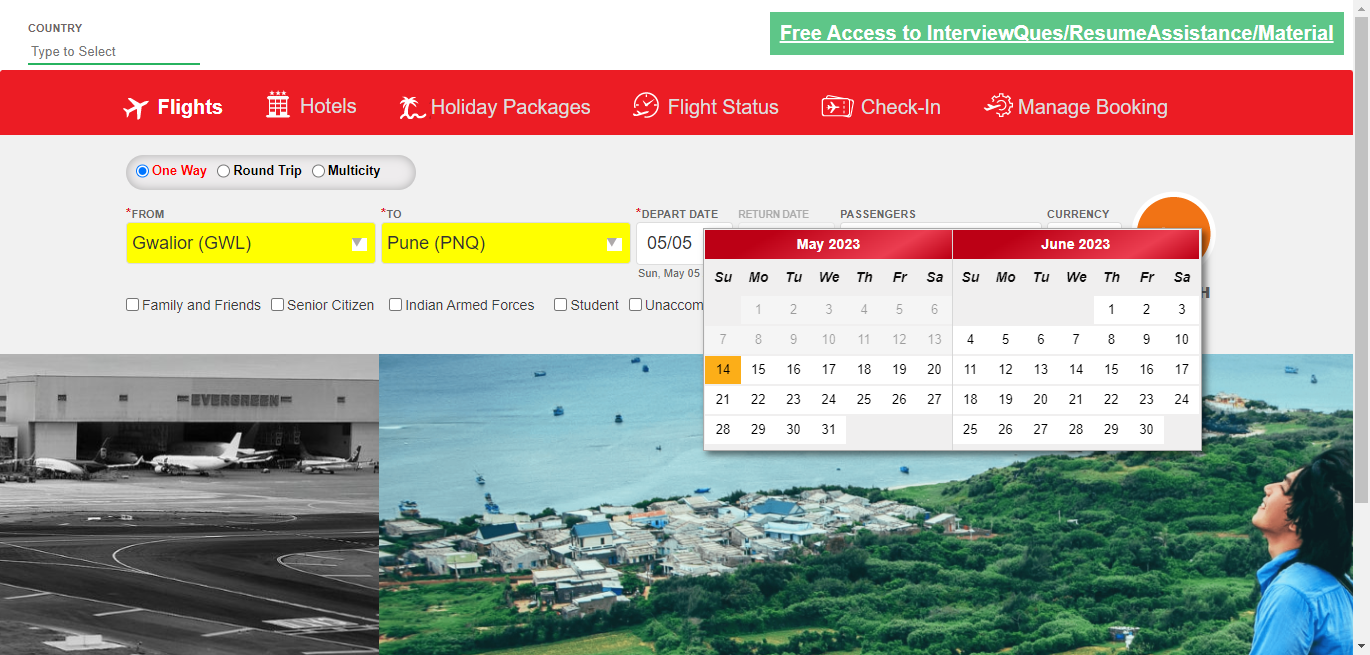 COUNTRY
Type to Select
Free Access to InterviewQues/ResumeAssistance/Material
Flights
Hotels
Holiday Packages
Flight Status
Check-In
Manage Booking
One Way
Round Trip
Multicity
*FROM
*TO
*DEPART DATE
RETURN DATE
PASSENGERS
CURRENCY
Gwalior (GWL)
Pune (PNQ)
05/05
Sun, May 05
Family and Friends
Senior Citizen
Indian Armed Forces
Student
Unaccom
H
May 2023
Su Mo Tu We Th Fr Sa
1 2 3 4 5 6
7 8 9 10 11 12 13
14 15 16 17 18 19 20
21 22 23 24 25 26 27
28 29 30 31
June 2023
Su Mo Tu We Th Fr Sa
1 2 3
4 5 6 7 8 9 10
11 12 13 14 15 16 17
18 19 20 21 22 23 24
25 26 27 28 29 30
EVERGREEN